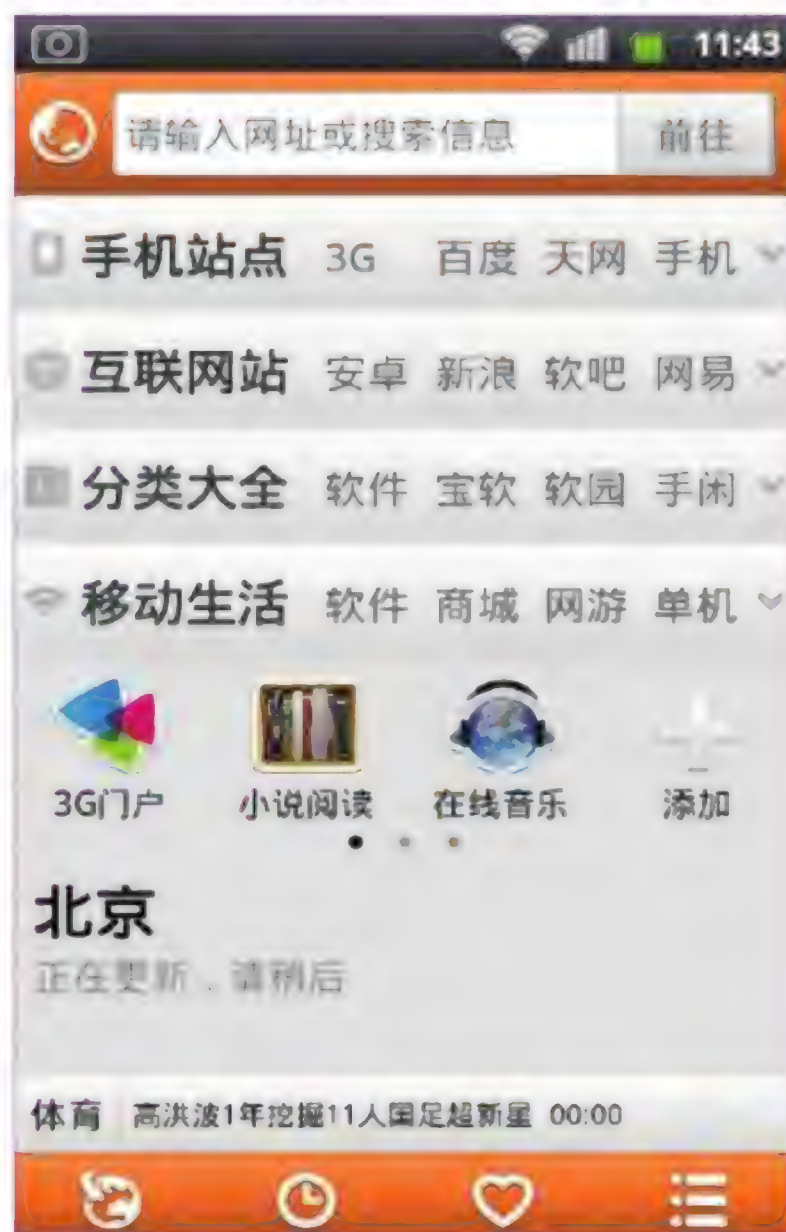 11:43
请输入网址或搜索信息 前往
手机站点 3G 百度 天网 手机
互联网站 安卓 新浪 软吧 网易
分类大全 软件 宝软 软园 手闲
移动生活 软件 商城 网游 单机
3G门户 小说阅读 在线音乐 添加
北京
正在更新，请稍后
体育 高洪波1年挖掘11人国足超新星 00:00